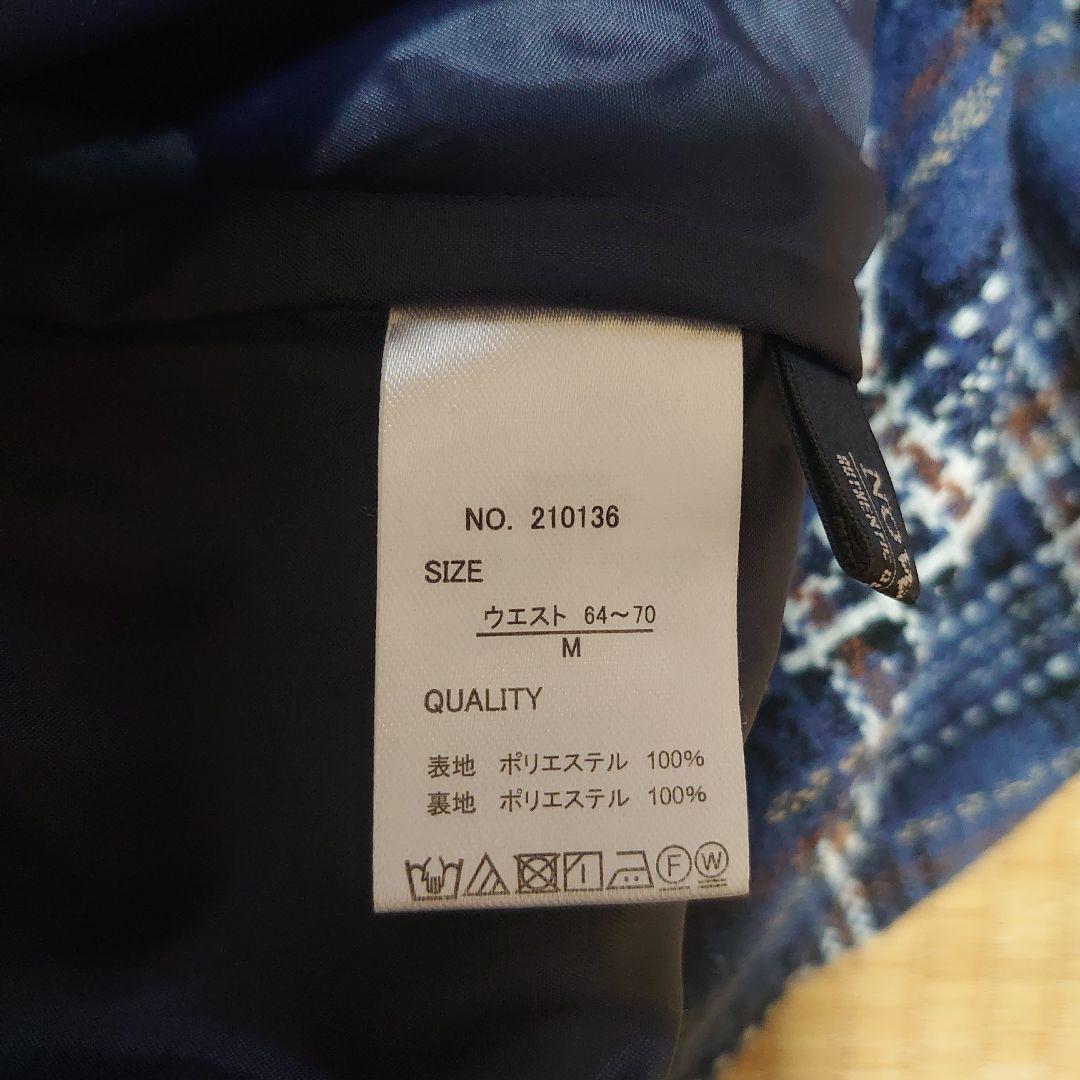 NO. 210136
SIZE
ウエスト 64～70
M
QUALITY
表地 ポリエステル 100%
裏地 ポリエステル 100%
F W